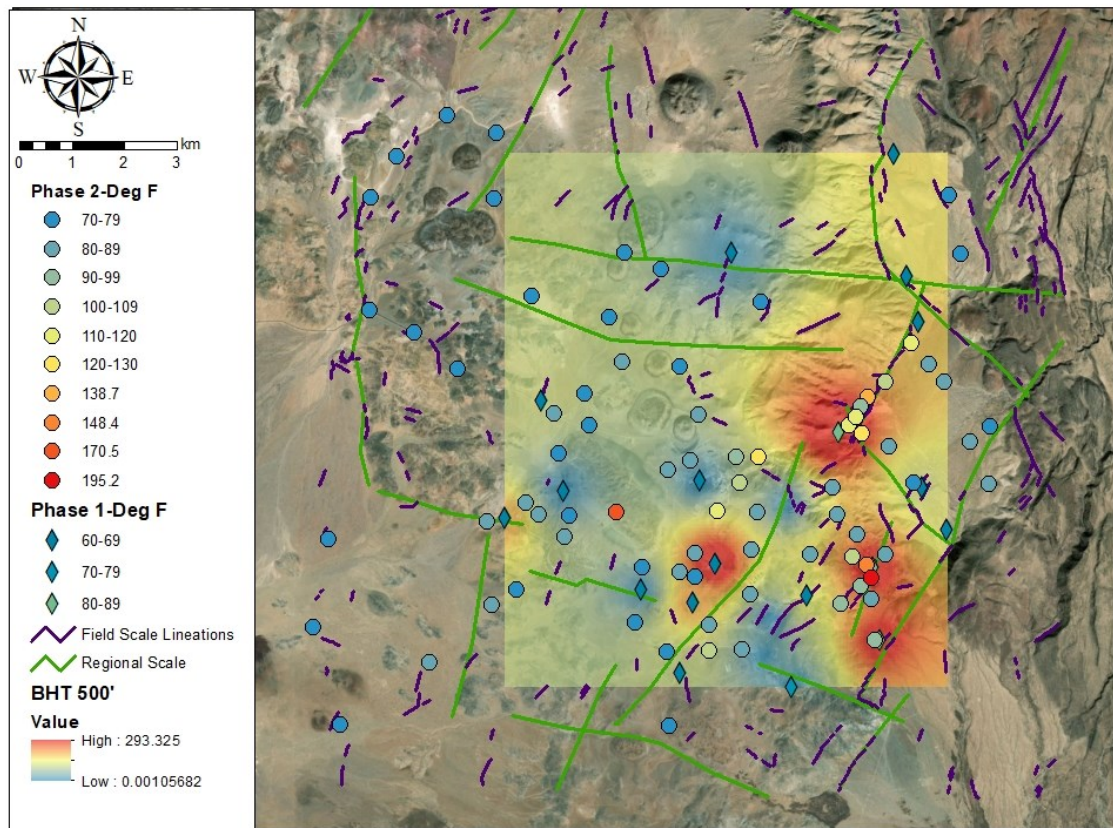 N
W E
S
0 1 2 3 km
Phase 2-Deg F
70-79
80-89
90-99
100-109
110-120
120-130
138.7
148.4
170.5
195.2
Phase 1-Deg F
60-69
70-79
80-89
Field Scale Lineations
Regional Scale
BHT 500'
Value
High : 293.325
Low : 0.00105682